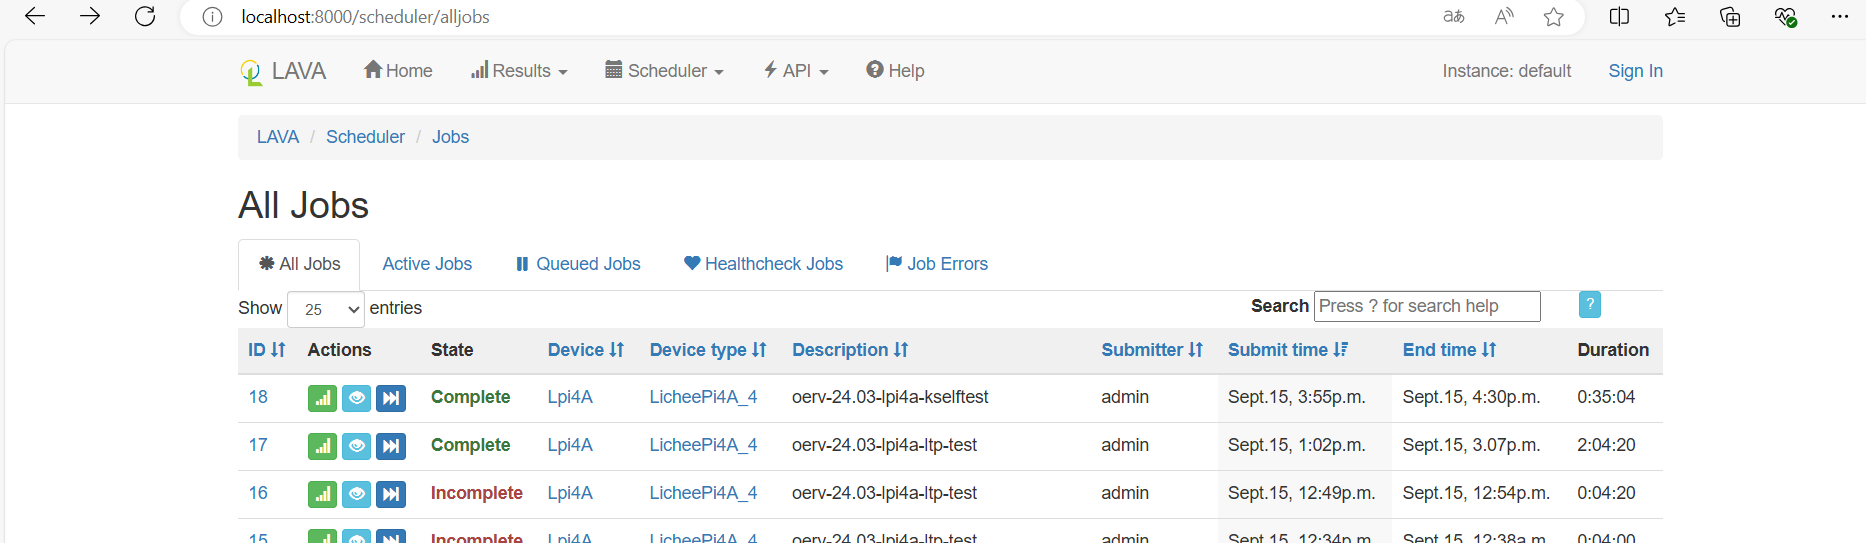 localhost:8000/scheduler/alljobs
LAVA Home Results Scheduler API Help Instance: default Sign In
LAVA / Scheduler / Jobs
All Jobs
All Jobs Active Jobs Queued Jobs Healthcheck Jobs Job Errors
Show 25 entries Search Press ? for search help ?
ID Actions State Device Device type Description Submitter Submit time End time Duration
18 Complete Lpi4A LicheePi4A_4 oerv-24.03-lpi4a-kselftest admin Sept.15, 3:55p.m. Sept.15, 4:30p.m. 0:35:04
17 Complete Lpi4A LicheePi4A_4 oerv-24.03-lpi4a-ltp-test admin Sept.15, 1:02p.m. Sept.15, 3.07p.m. 2:04:20
16 Incomplete Lpi4A LicheePi4A_4 oerv-24.03-lpi4a-ltp-test admin Sept.15, 12:49p.m. Sept.15, 12:54p.m. 0:04:20
15 Incomplete Lpi4A LicheePi4A_4 oerv-24.03-lpi4a-ltp-test admin Sept.15, 12:34p.m. Sept.15, 12:38a.m. 0:04:00